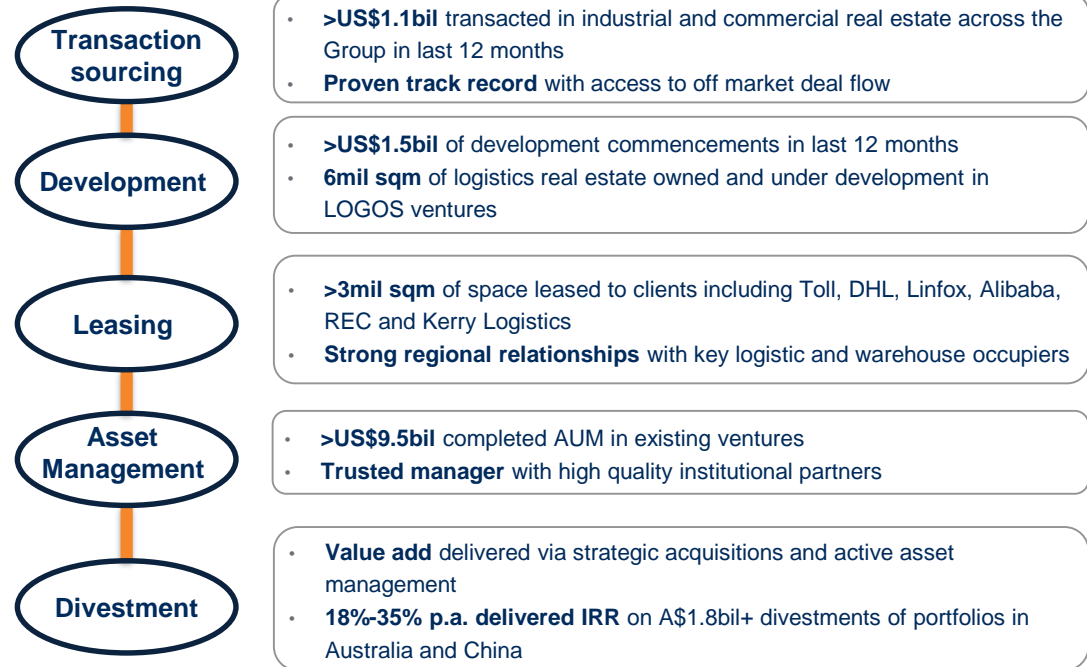 Transaction
sourcing
• >US$1.1bil transacted in industrial and commercial real estate across the
Group in last 12 months
• Proven track record with access to off market deal flow
Development
• >US$1.5bil of development commencements in last 12 months
• 6mil sqm of logistics real estate owned and under development in
LOGOS ventures
Leasing
• >3mil sqm of space leased to clients including Toll, DHL, Linfox, Alibaba,
REC and Kerry Logistics
• Strong regional relationships with key logistic and warehouse occupiers
Asset
Management
• >US$9.5bil completed AUM in existing ventures
• Trusted manager with high quality institutional partners
Divestment
• Value add delivered via strategic acquisitions and active asset
management
• 18%-35% p.a. delivered IRR on A$1.8bil+ divestments of portfolios in
Australia and China